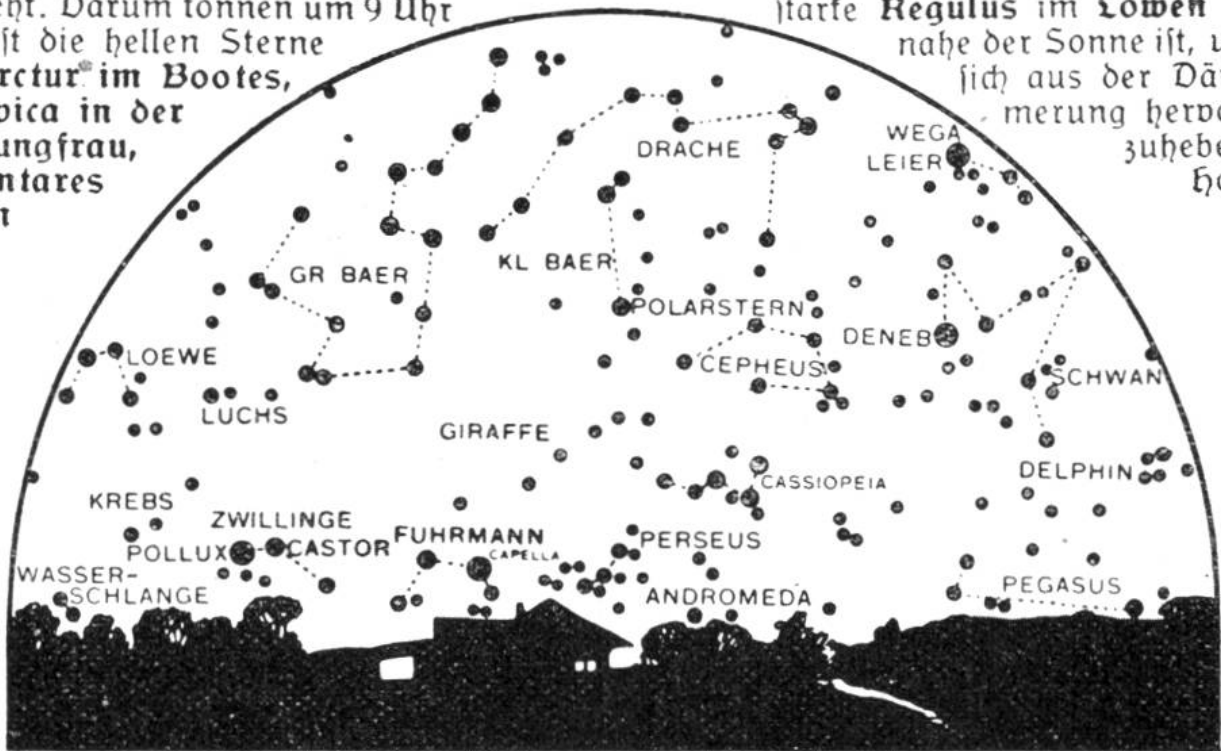 eht. Darum können um 9 Uhr
st die hellen Sterne
rctur im Bootes,
pica in der
ungfrau,
ntares
n
starke Regulus im Löwen
nahe der Sonne ist, u
sich aus der Dä
merung hervo
zuhebe
he
DRACHE
WEGA
LEIER
GR BAER
KL BAER
POLARSTERN
DENEB
LOEWE
CEPHEUS
SCHWAN
LUCHS
GIRAFFE
DELPHIN
CASSIOPEIA
KREBS
ZWILLINGE
POLLUX
CASTOR
FUHRMANN
CAPELLA
PERSEUS
WASSER-
SCHLANGE
ANDROMEDA
PEGASUS